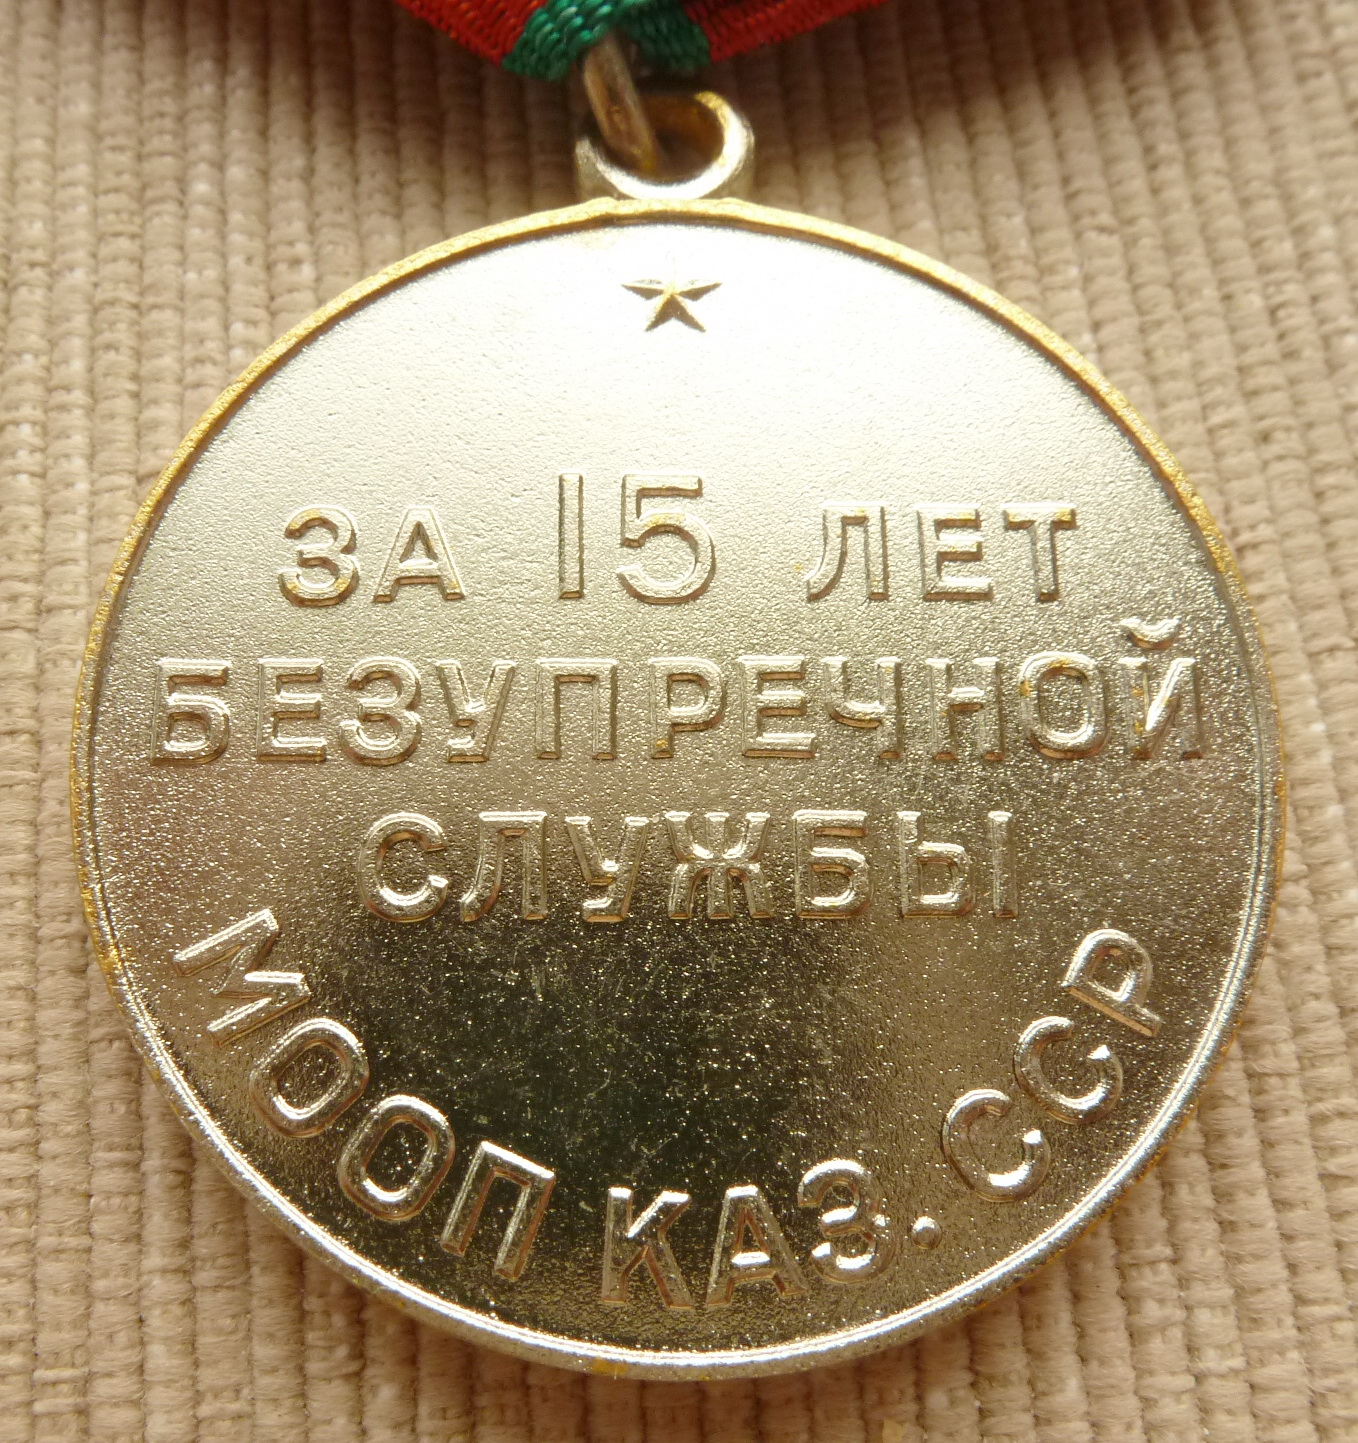 ЗА 15 ЛЕТ
БЕЗУПРЕЧНОЙ
СЛУЖБЫ
МООП КАЗ. ССР